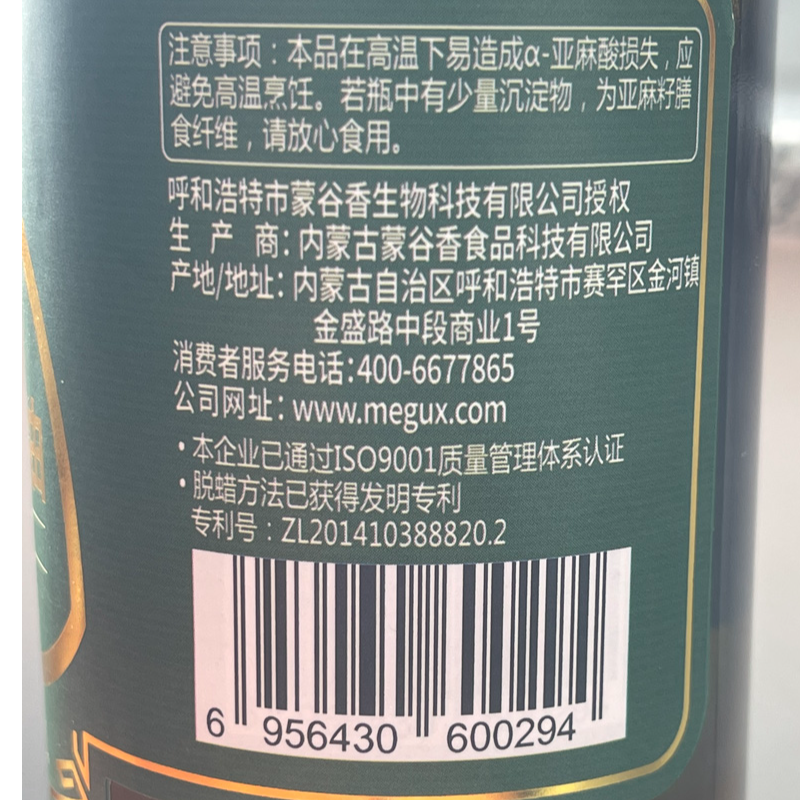 注意事项：本品在高温下易造成α-亚麻酸损失，应
避免高温烹饪。若瓶中有少量沉淀物，为亚麻籽膳
食纤维，请放心食用。
呼和浩特市蒙谷香生物科技有限公司授权
生 产 商：内蒙古蒙谷香食品科技有限公司
产地/地址：内蒙古自治区呼和浩特市赛罕区金河镇
金盛路中段商业1号
消费者服务电话：400-6677865
公司网址：www.megux.com
·本企业已通过ISO9001质量管理体系认证
·脱蜡方法已获得发明专利
专利号：ZL201410388820.2
6 956430 600294